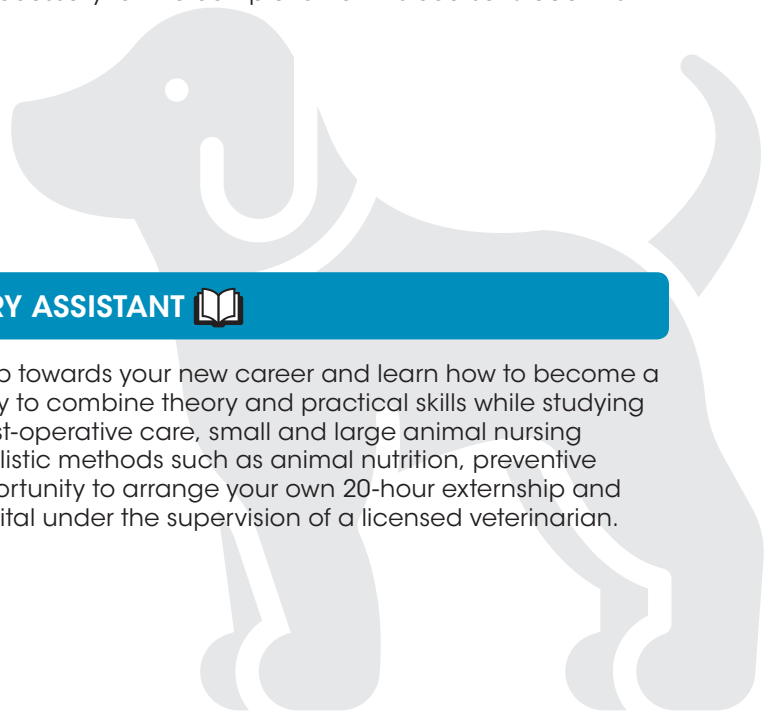 RY ASSISTANT
p towards your new career and learn how to become a
y to combine theory and practical skills while studying
st-operative care, small and large animal nursing
listic methods such as animal nutrition, preventive
portunity to arrange your own 20-hour externship and
ital under the supervision of a licensed veterinarian.